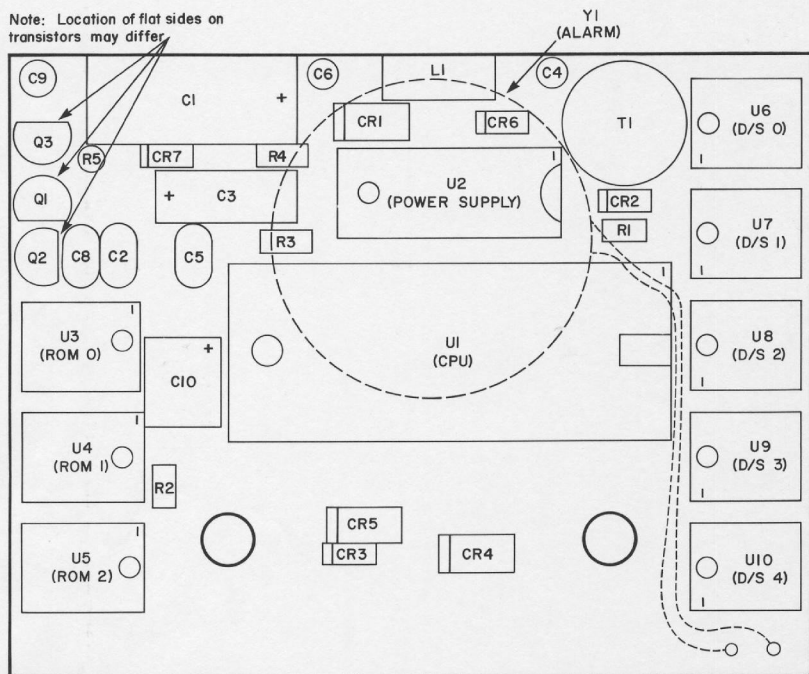 Note: Location of flat sides on
transistors may differ
Y1
(ALARM)
C9
C1
+
C6
L1
C4
T1
U6
(D/S 0)
1
Q3
R5
CR7
R4
CR1
CR6
Q1
+
C3
1
U2
(POWER SUPPLY)
CR2
R1
U7
(D/S 1)
1
Q2
C8
C2
C5
R3
1
U1
(CPU)
1
U3
(ROM 0)
+
C10
U8
(D/S 2)
1
1
U4
(ROM 1)
R2
U9
(D/S 3)
1
1
U5
(ROM 2)
CR5
CR3
CR4
U10
(D/S 4)
1